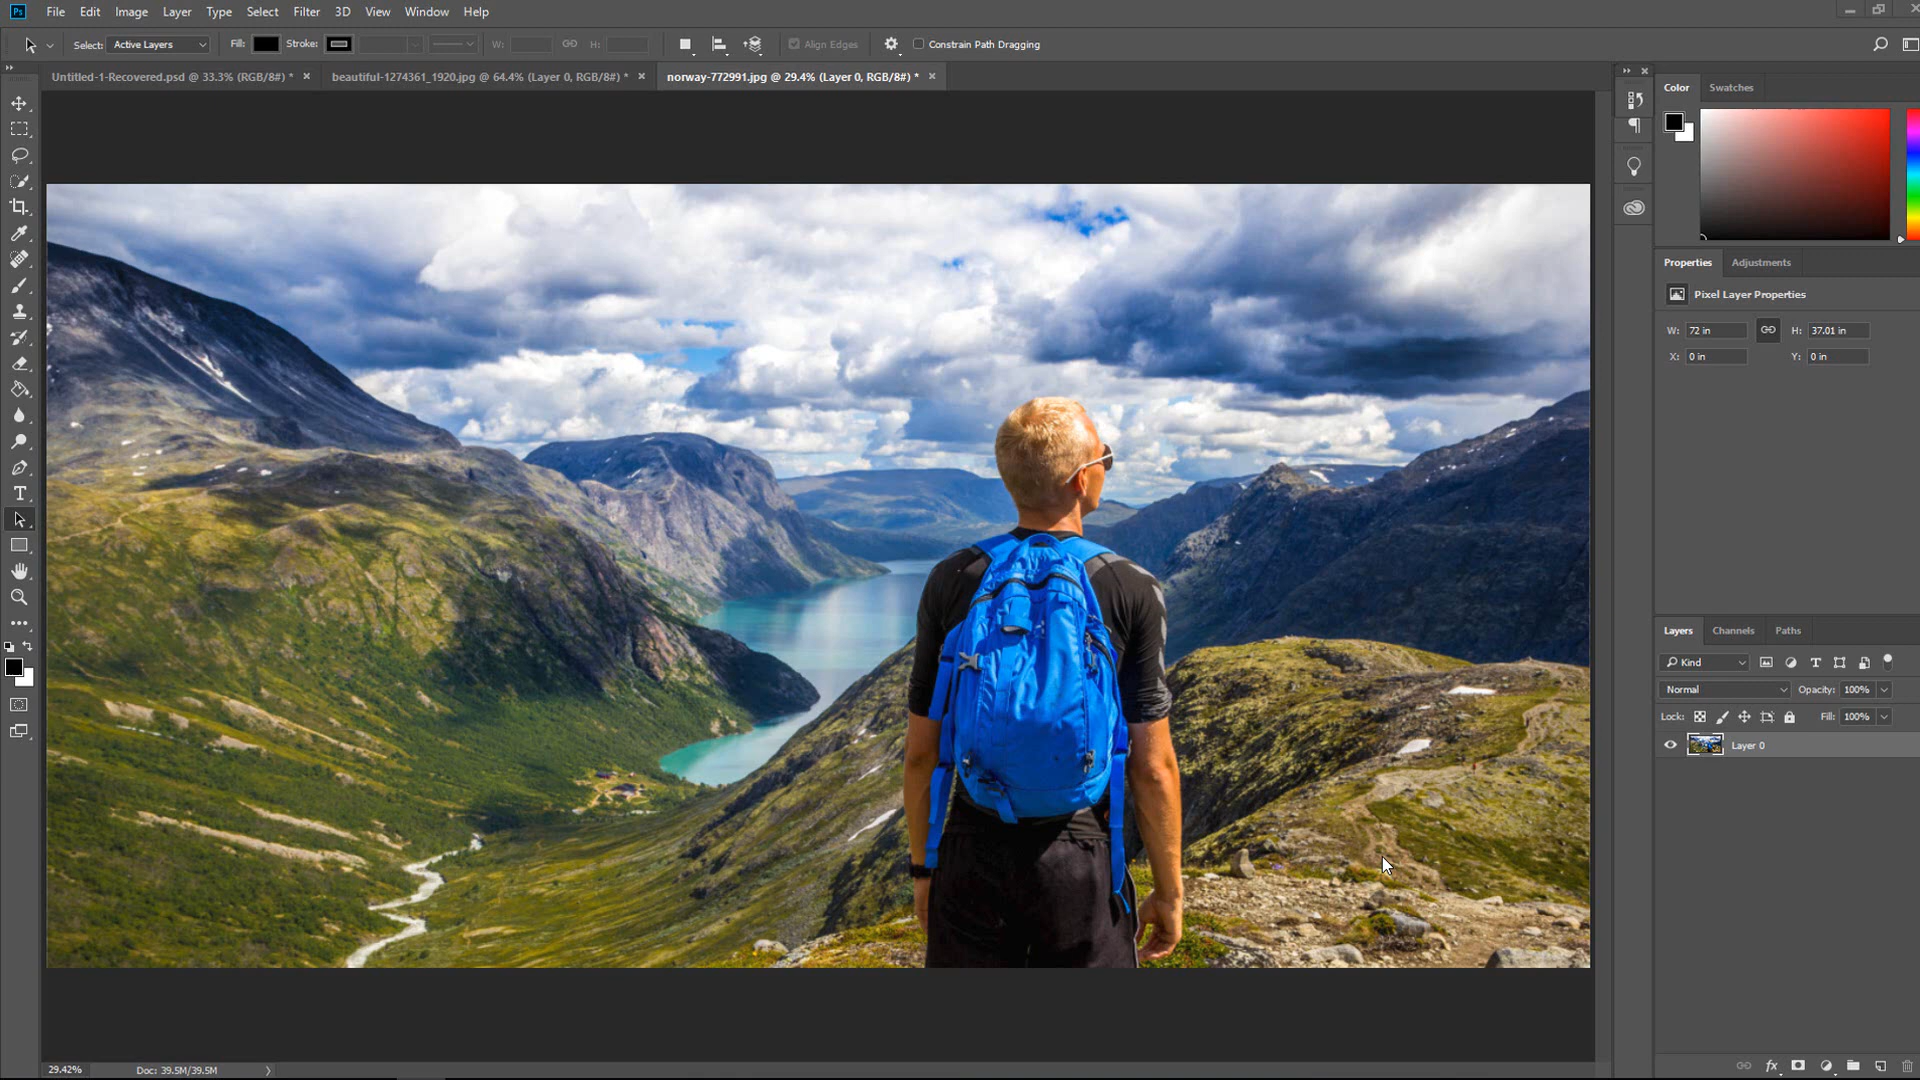 Ps File Edit Image Layer Type Select Filter 3D View Window Help
Select: Active Layers Fill: Stroke: W: H: Align Edges Constrain Path Dragging
Untitled-1-Recovered.psd @ 33.3% (RGB/8#) * × beautiful-1274361_1920.jpg @ 64.4% (Layer 0, RGB/8#) * × norway-772991.jpg @ 29.4% (Layer 0, RGB/8#) * ×
Color Swatches
Properties Adjustments
Pixel Layer Properties
W: 72 in H: 37.01 in
X: 0 in Y: 0 in
Layers Channels Paths
Kind
Normal Opacity: 100%
Lock: Fill: 100%
Layer 0
29.42% Doc: 39.5M/39.5M